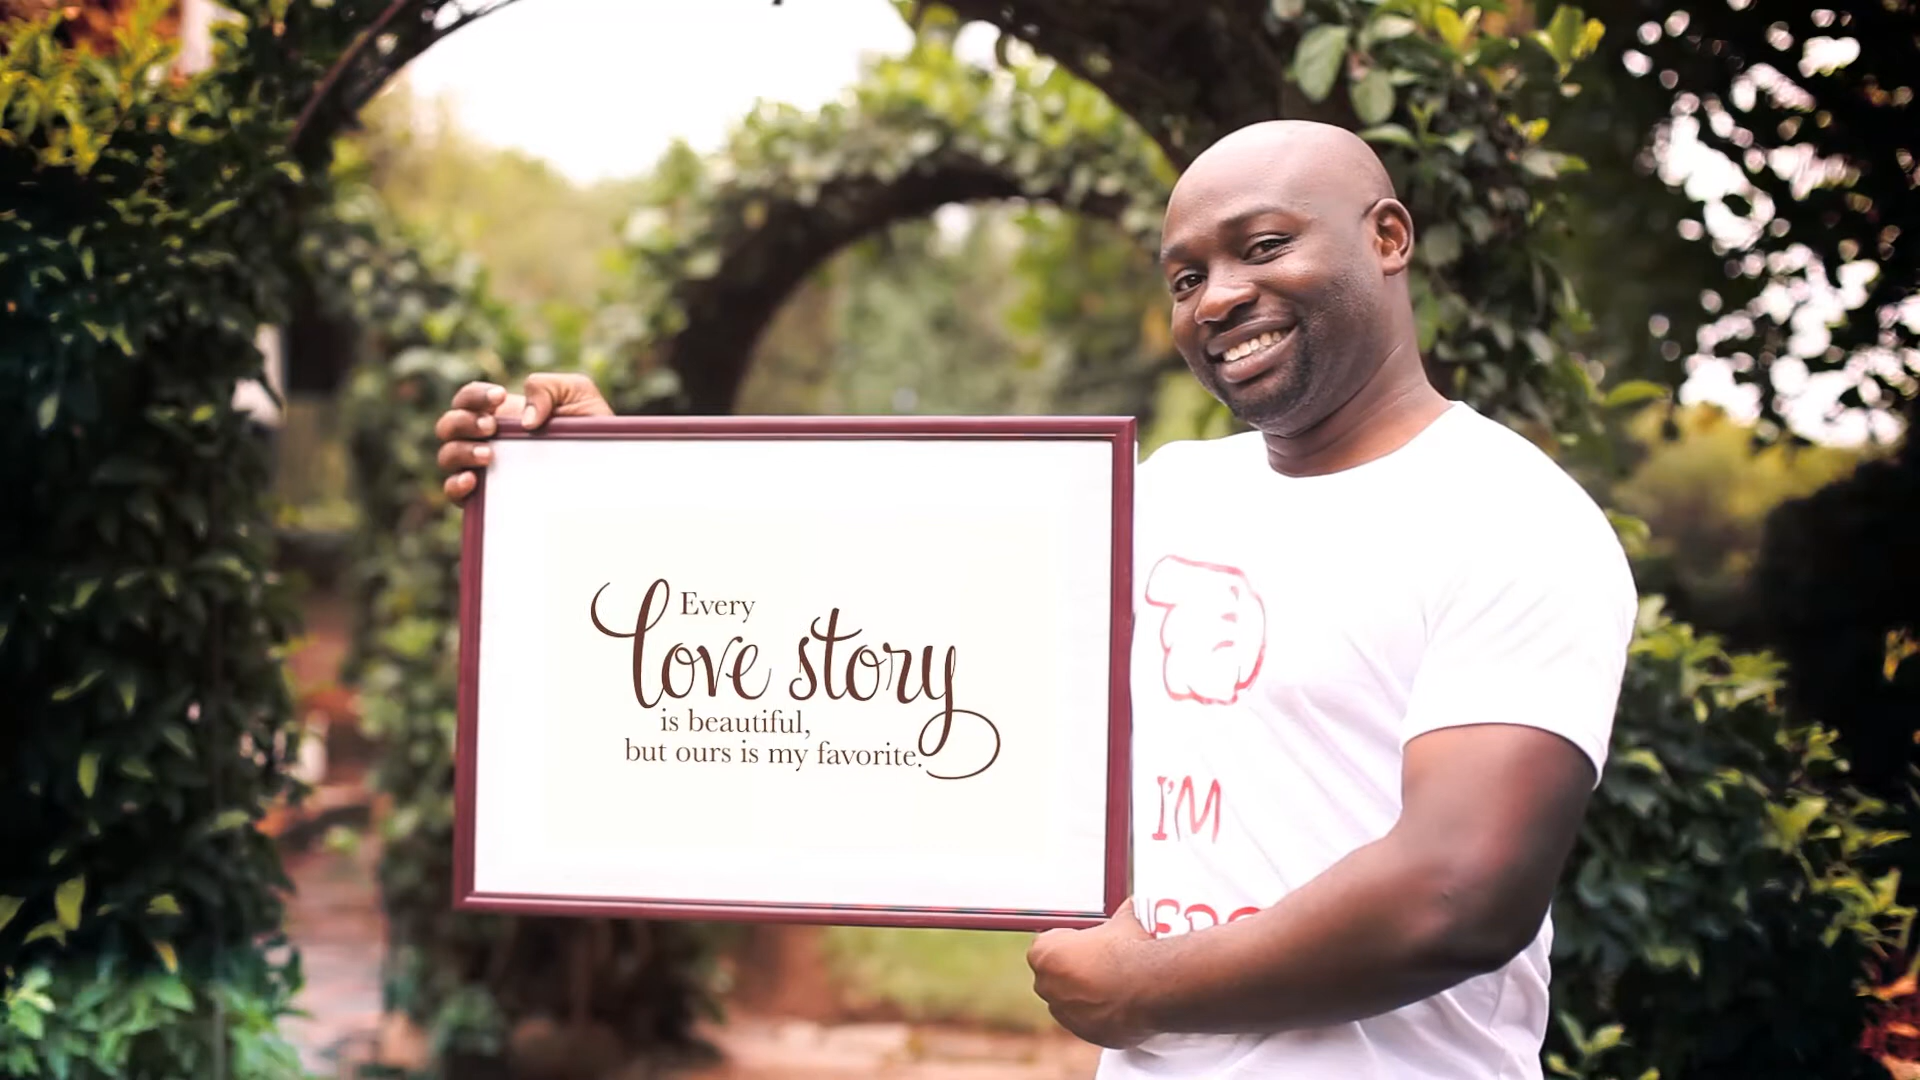 Every
love story
is beautiful,
but ours is my favorite.
I'M